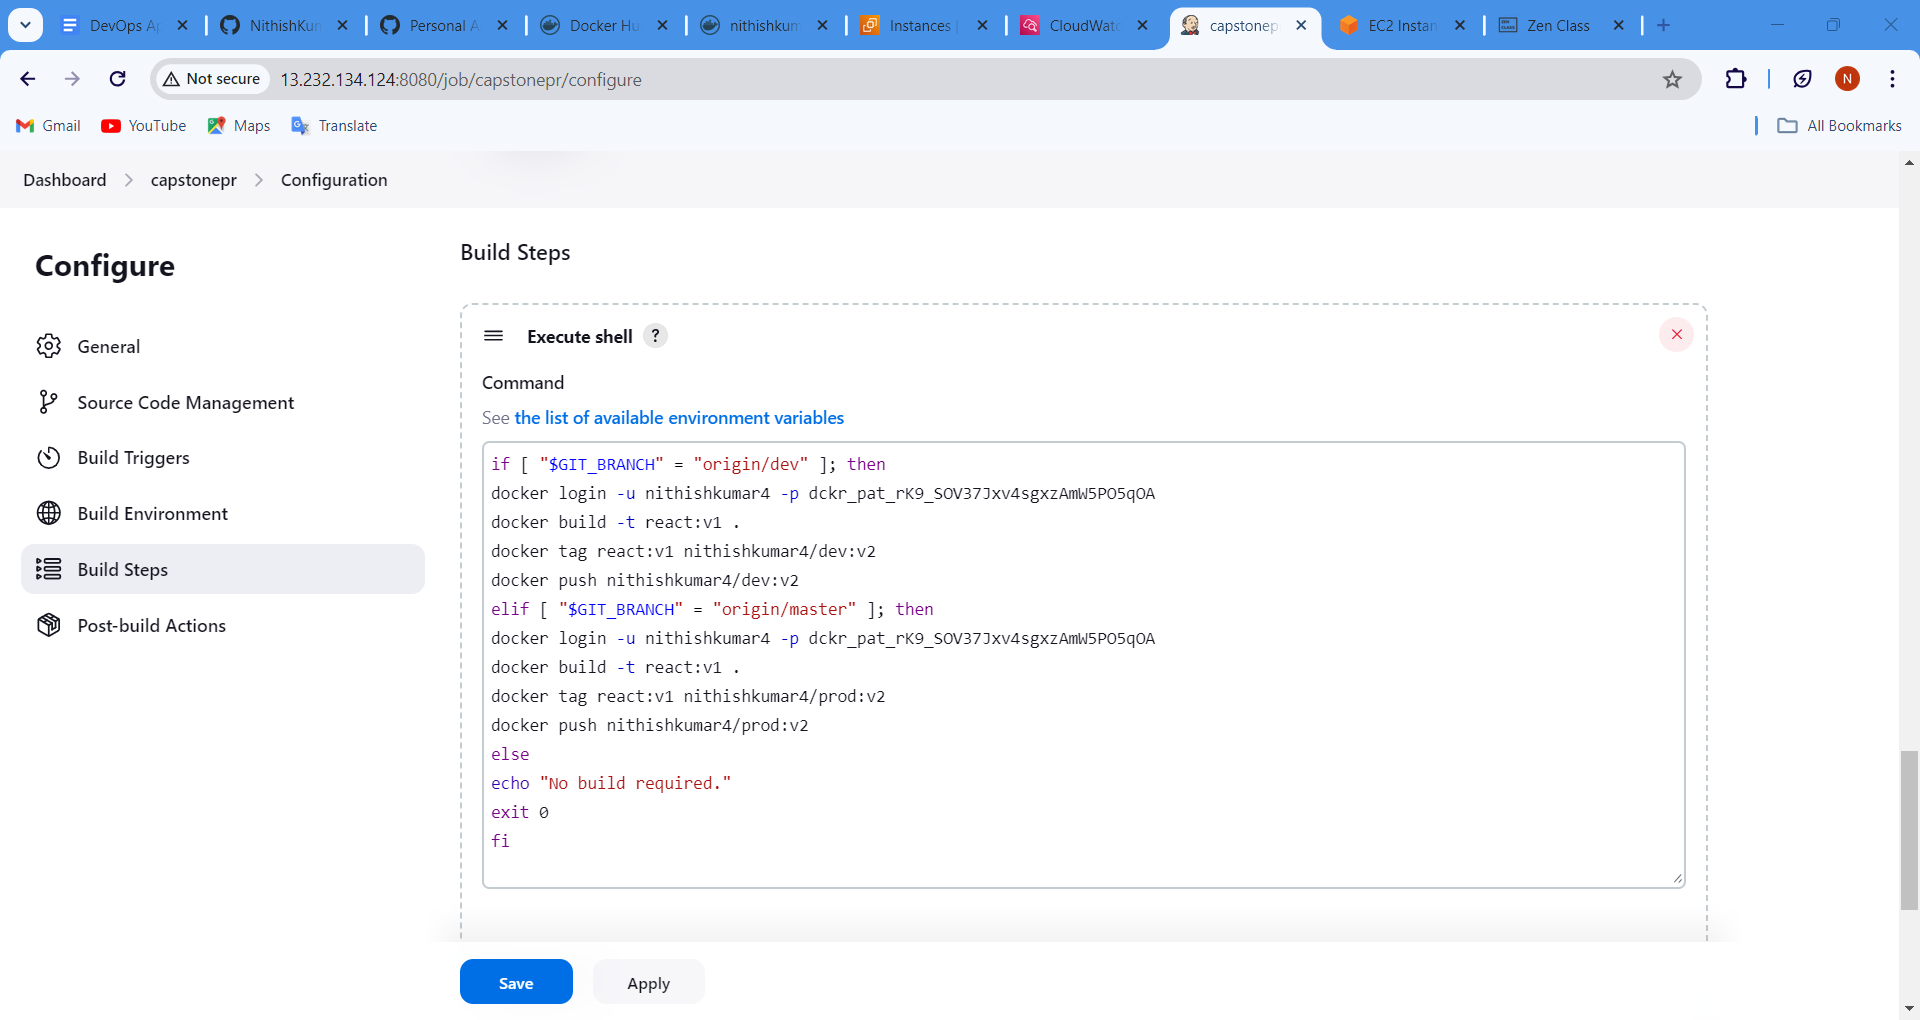 DevOps A
NithishKun
Personal A
Docker Hu
nithishkum
Instances |
CloudWatc
capstonep
EC2 Instan
Zen Class
Not secure
13.232.134.124:8080/job/capstonepr/configure
N
Gmail
YouTube
Maps
Translate
All Bookmarks
Dashboard
capstonepr
Configuration
Configure
General
Source Code Management
Build Triggers
Build Environment
Build Steps
Post-build Actions
Build Steps
Execute shell ?
Command
See the list of available environment variables
if [ "$GIT_BRANCH" = "origin/dev" ]; then
docker login -u nithishkumar4 -p dckr_pat_rK9_SOV37Jxv4sgxzAmW5PO5qOA
docker build -t react:v1 .
docker tag react:v1 nithishkumar4/dev:v2
docker push nithishkumar4/dev:v2
elif [ "$GIT_BRANCH" = "origin/master" ]; then
docker login -u nithishkumar4 -p dckr_pat_rK9_SOV37Jxv4sgxzAmW5PO5qOA
docker build -t react:v1 .
docker tag react:v1 nithishkumar4/prod:v2
docker push nithishkumar4/prod:v2
else
echo "No build required."
exit 0
fi
Save
Apply